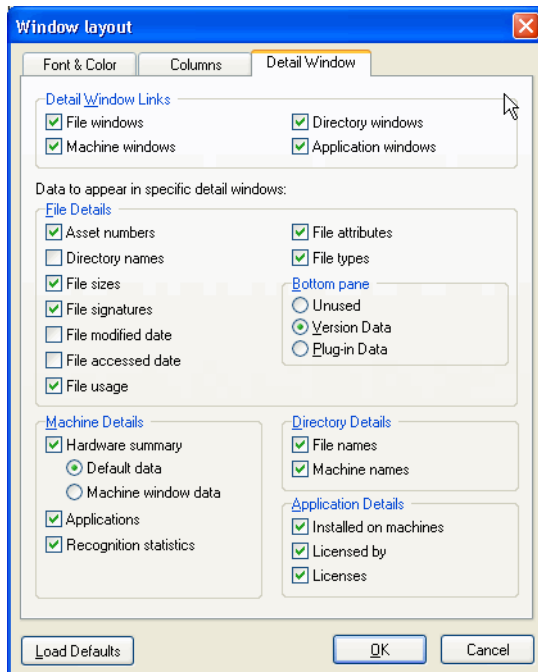 Window layout
Font & Color
Columns
Detail Window
Detail Window Links
File windows
Directory windows
Machine windows
Application windows
Data to appear in specific detail windows:
File Details
Asset numbers
File attributes
Directory names
File types
File sizes
Bottom pane
File signatures
Unused
File modified date
Version Data
File accessed date
Plug-in Data
File usage
Machine Details
Directory Details
Hardware summary
File names
Default data
Machine names
Machine window data
Application Details
Applications
Installed on machines
Recognition statistics
Licensed by
Licenses
Load Defaults
OK
Cancel